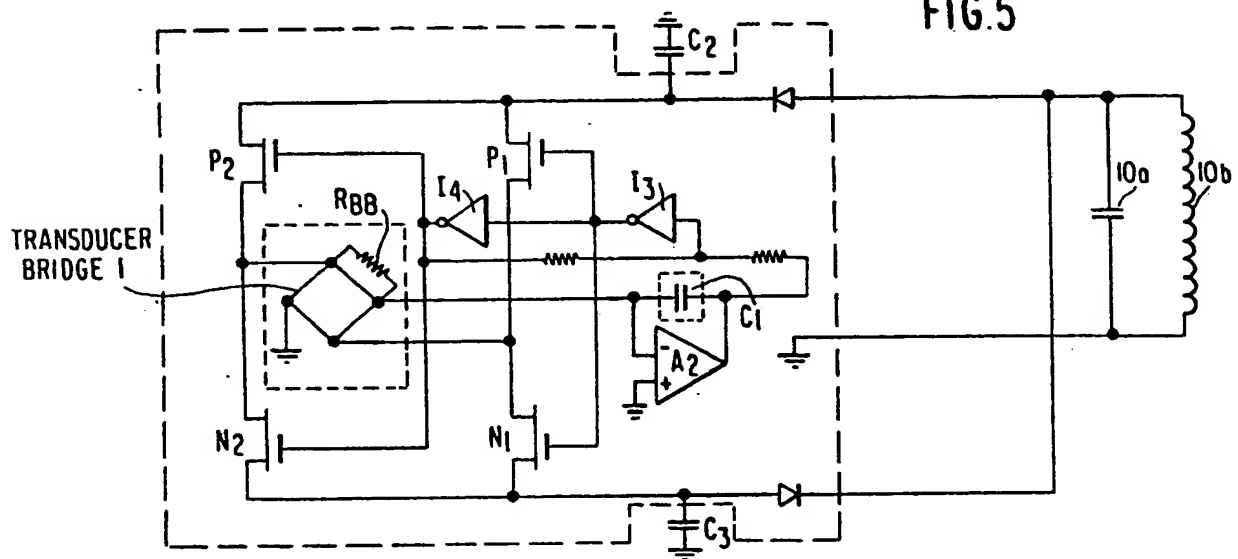 FIG.5
C2
P2
P1
I4
I3
RBB
10a
10b
TRANSDUCER
BRIDGE 1
C1
- A2
+
N2
N1
C3